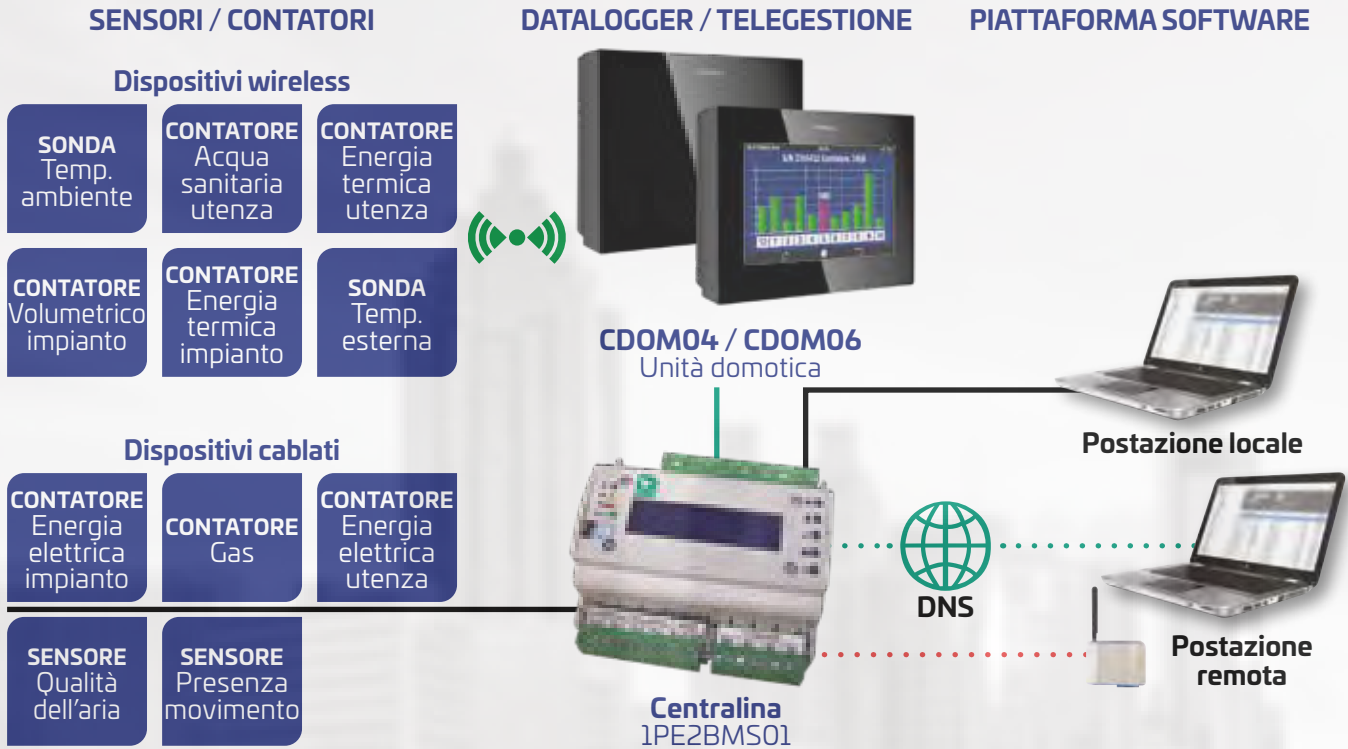 SENSORI / CONTATORI
Dispositivi wireless
SONDA
Temp.
ambiente
CONTATORE
Acqua
sanitaria
utenza
CONTATORE
Energia
termica
utenza
CONTATORE
Volumetrico
impianto
CONTATORE
Energia
termica
impianto
SONDA
Temp.
esterna
Dispositivi cablati
CONTATORE
Energia
elettrica
impianto
CONTATORE
Gas
CONTATORE
Energia
elettrica
utenza
SENSORE
Qualità
dell'aria
SENSORE
Presenza
movimento
DATALOGGER / TELEGESTIONE
CDOM04 / CDOM06
Unità domotica
Centralina
1PE2BMS01
PIATTAFORMA SOFTWARE
Postazione locale
DNS
Postazione
remota